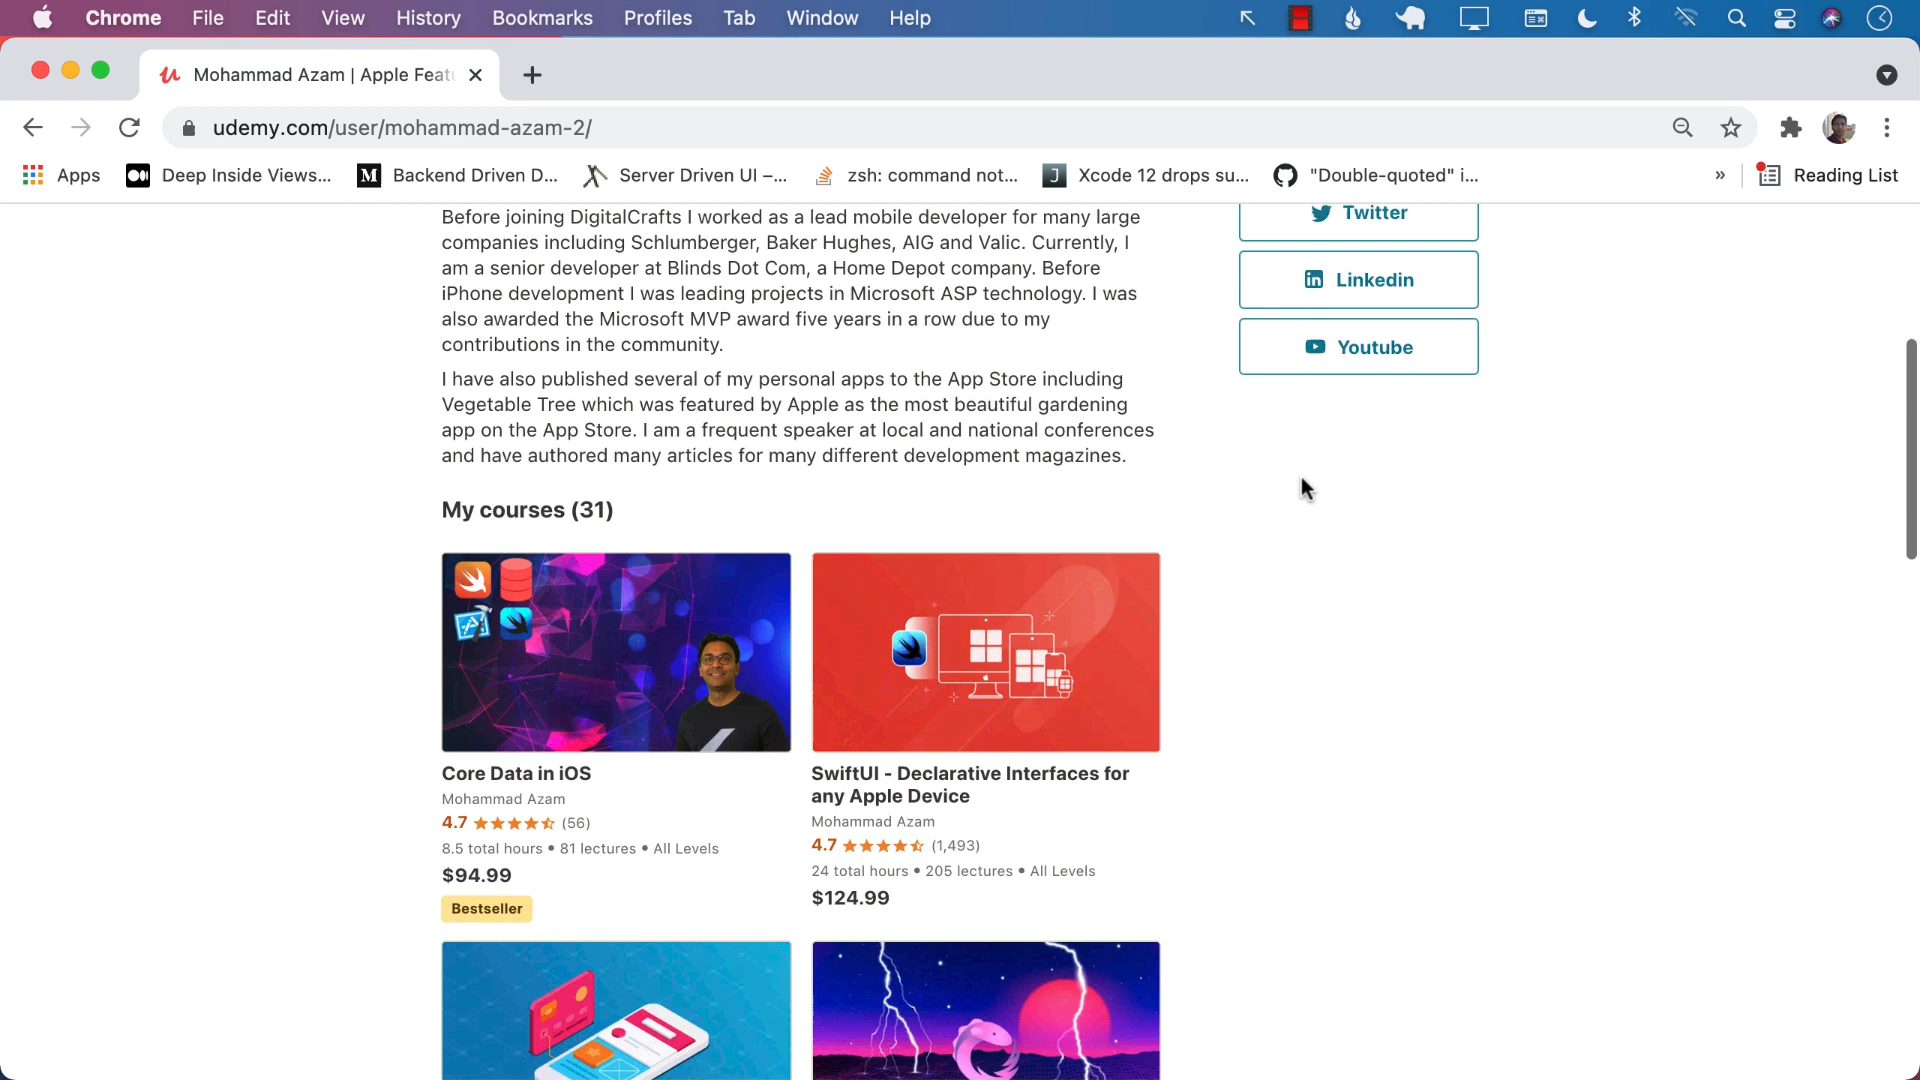 Chrome File Edit View History Bookmarks Profiles Tab Window Help
Mohammad Azam | Apple Feat
udemy.com/user/mohammad-azam-2/
Apps Deep Inside Views... Backend Driven D... Server Driven UI –... zsh: command not... Xcode 12 drops su... "Double-quoted" i... » Reading List
Before joining DigitalCrafts I worked as a lead mobile developer for many large
companies including Schlumberger, Baker Hughes, AIG and Valic. Currently, I
am a senior developer at Blinds Dot Com, a Home Depot company. Before
iPhone development I was leading projects in Microsoft ASP technology. I was
also awarded the Microsoft MVP award five years in a row due to my
contributions in the community.
I have also published several of my personal apps to the App Store including
Vegetable Tree which was featured by Apple as the most beautiful gardening
app on the App Store. I am a frequent speaker at local and national conferences
and have authored many articles for many different development magazines.
Twitter
Linkedin
Youtube
My courses (31)
Core Data in iOS
Mohammad Azam
4.7 (56)
8.5 total hours • 81 lectures • All Levels
$94.99
Bestseller
SwiftUI - Declarative Interfaces for
any Apple Device
Mohammad Azam
4.7 (1,493)
24 total hours • 205 lectures • All Levels
$124.99